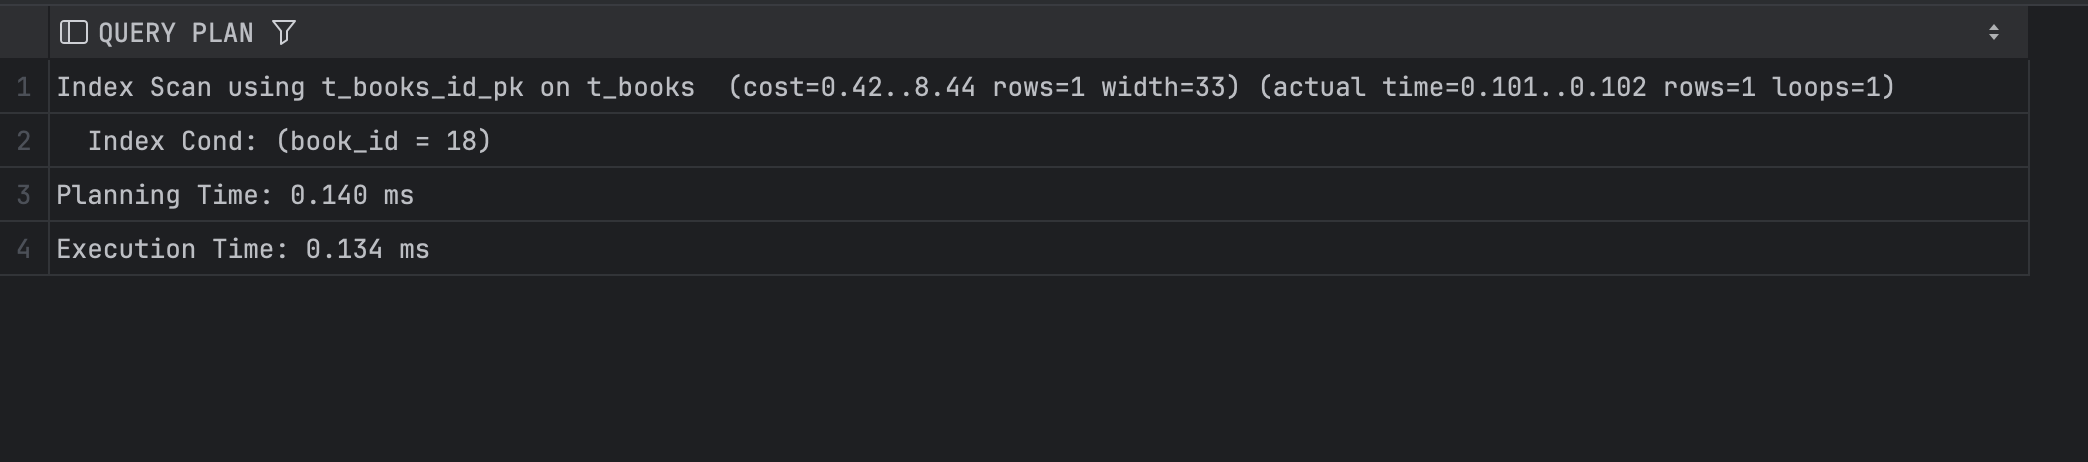 QUERY PLAN
1 Index Scan using t_books_id_pk on t_books  (cost=0.42..8.44 rows=1 width=33) (actual time=0.101..0.102 rows=1 loops=1)
2   Index Cond: (book_id = 18)
3 Planning Time: 0.140 ms
4 Execution Time: 0.134 ms